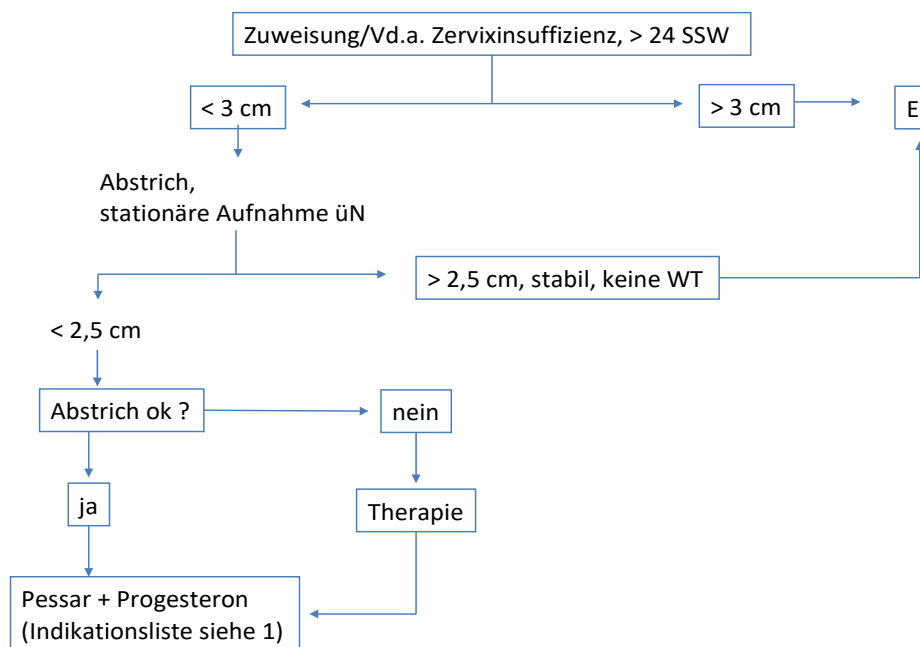 Zuweisung/Vd.a. Zervixinsuffizienz, > 24 SSW
< 3 cm
> 3 cm
E
Abstrich,
stationäre Aufnahme üN
> 2,5 cm, stabil, keine WT
< 2,5 cm
Abstrich ok ?
nein
ja
Therapie
Pessar + Progesteron
(Indikationsliste siehe 1)